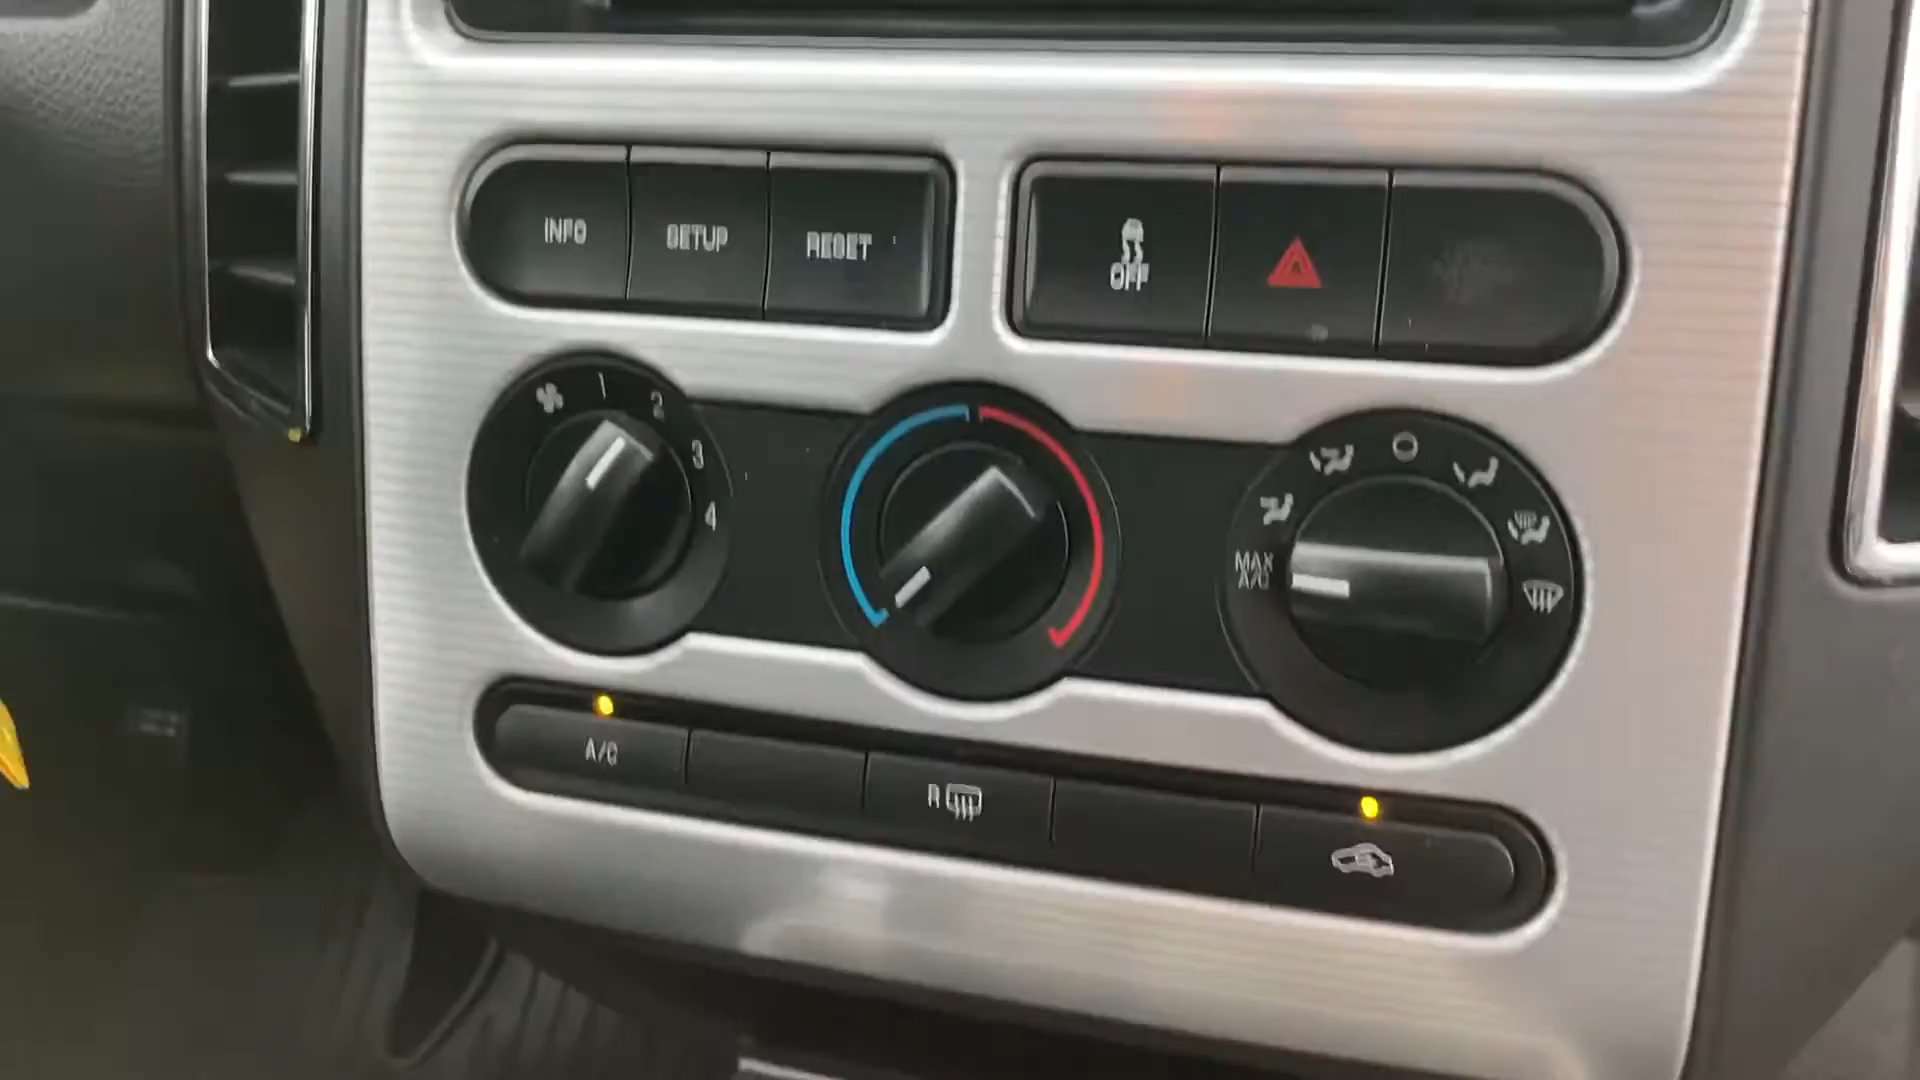 INFO SETUP RESET
OFF
1 2 3 4
MAX
A/C
A/C
R